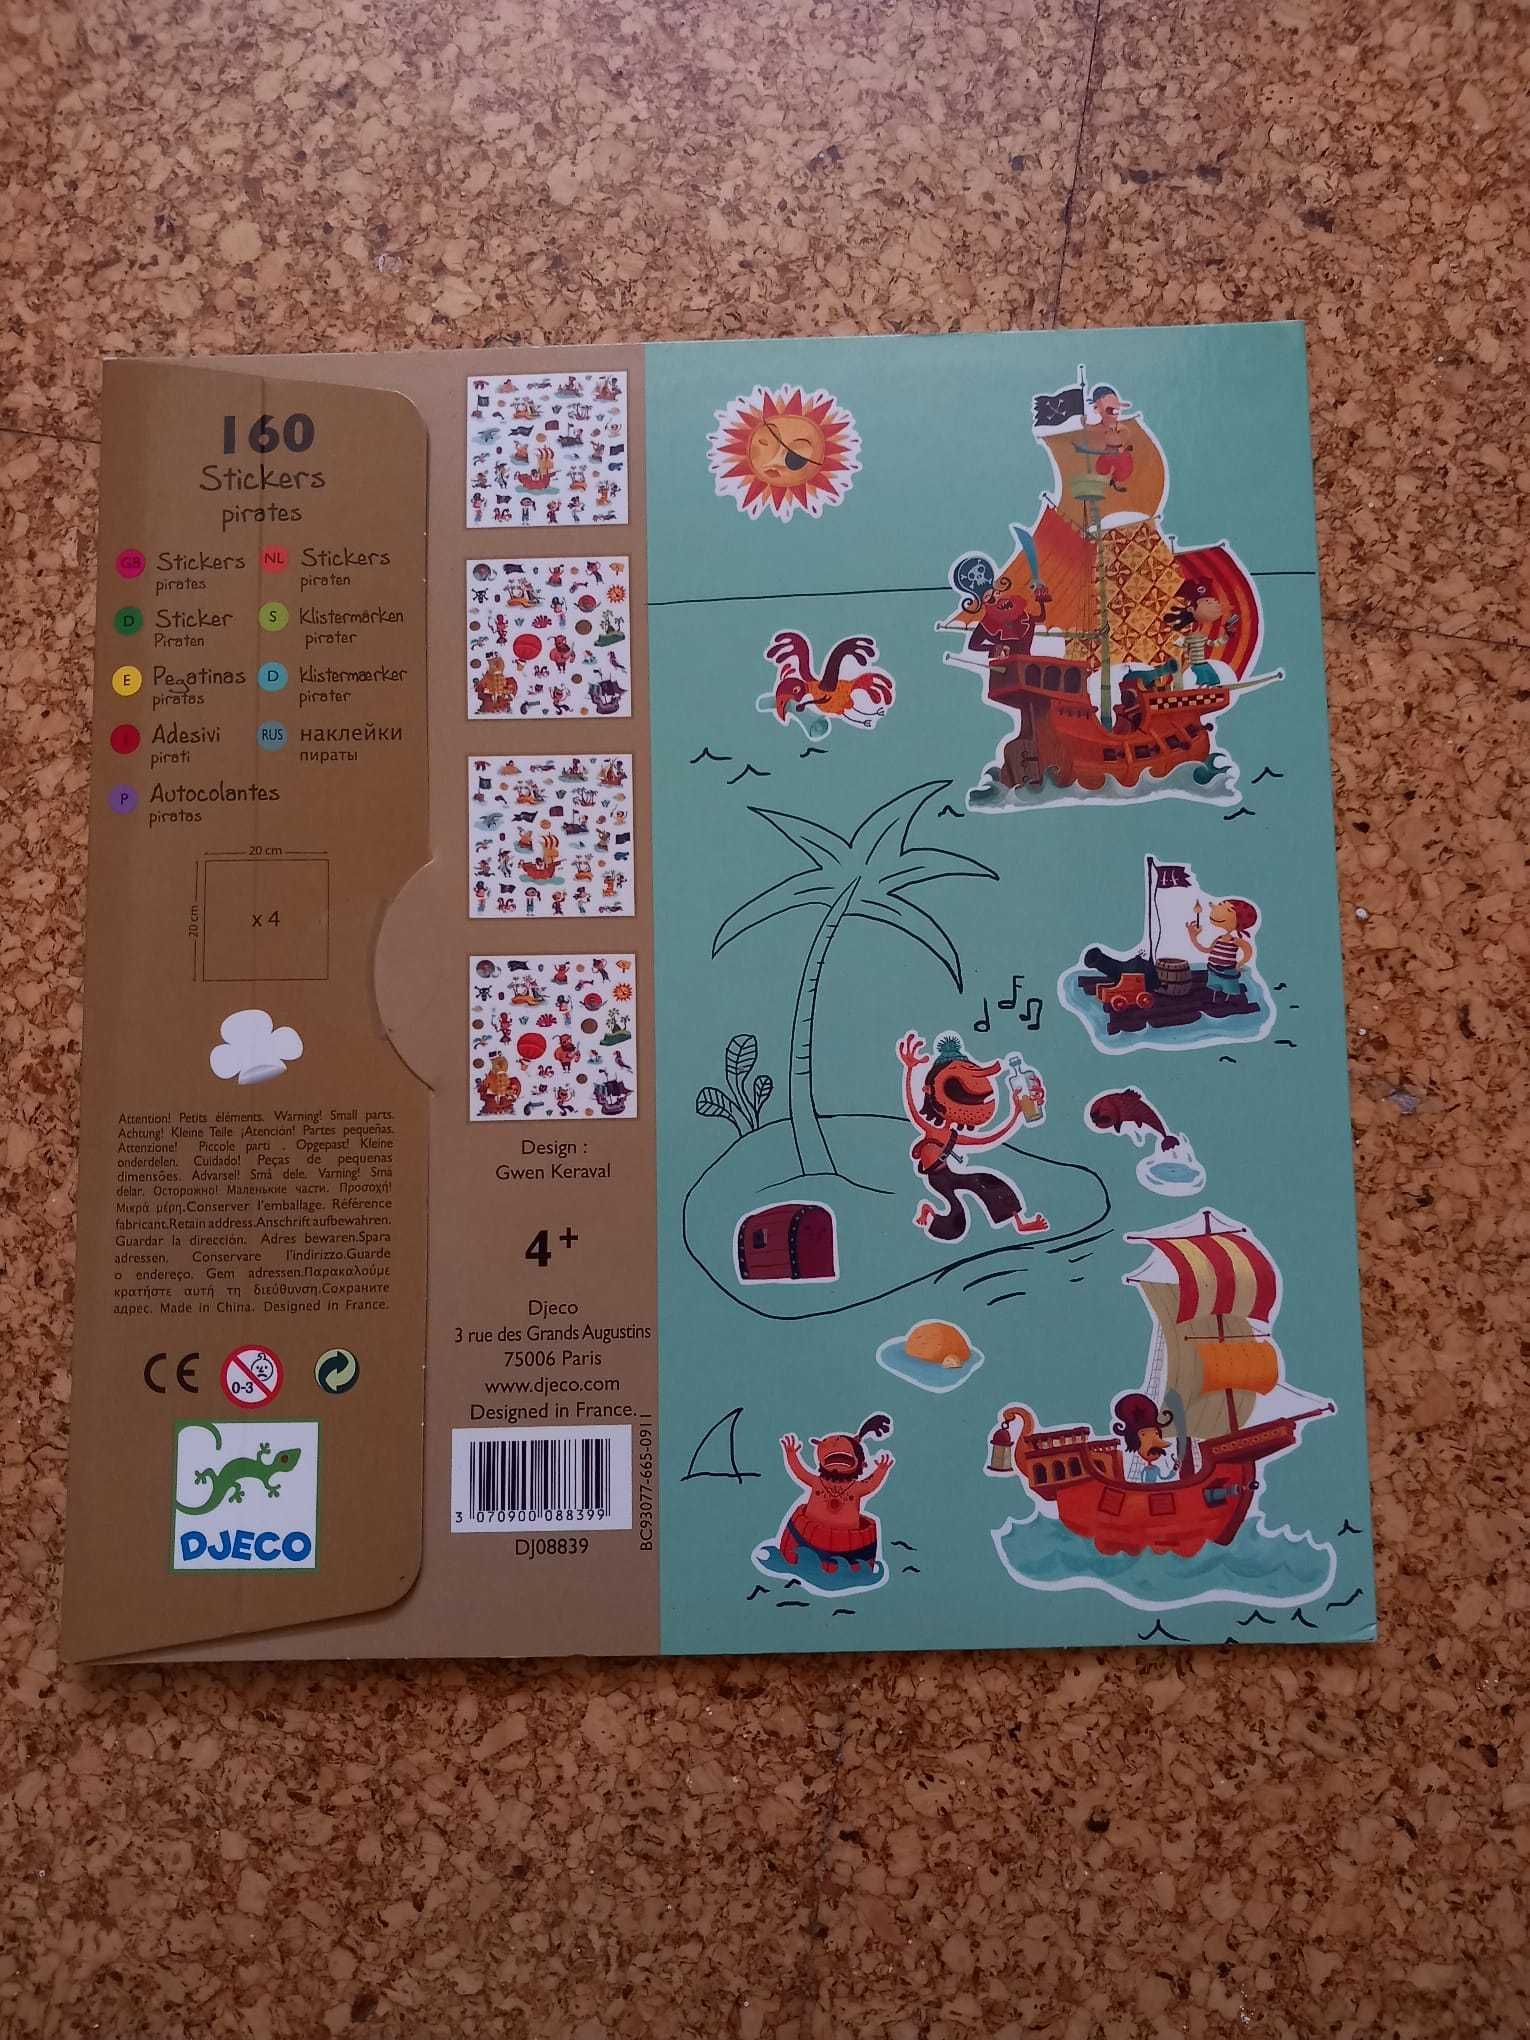 160
Stickers
pirates
GB Stickers
pirates
NL Stickers
piraten
D Sticker
Piraten
S Klistermärken
pirater
E Pegatinas
piratas
D Klistermærker
pirater
I Adesivi
pirati
RUS наклейки
пираты
P Autocolantes
piratas
20 cm
20 cm
x 4
Attention! Petits éléments. Warning! Small parts.
Achtung! Kleine Teile ¡Atención! Partes pequeñas.
Attenzione! Piccole parti . Opgepast! Kleine
onderdelen. Cuidado! Peças de pequenas
dimensões. Advarsel! Små dele. Varning! Små
delar. Осторожно! Маленькие части. Προσοχή!
Μικρά μέρη.Conserver l'emballage. Référence
fabricant.Retain address.Anschrift aufbewahren.
Guardar la dirección. Adres bewaren.Spara
adressen. Conservare l'indirizzo.Guarde
o endereço. Gem adressen.Παρακαλούμε
κρατήστε αυτή τη διεύθυνση.Сохраните
адрес. Made in China. Designed in France.
CE
0-3
DJECO
Design :
Gwen Keraval
4+
Djeco
3 rue des Grands Augustins
75006 Paris
www.djeco.com
Designed in France.
3 070900 088399
DJ08839
BC93077-665-0911